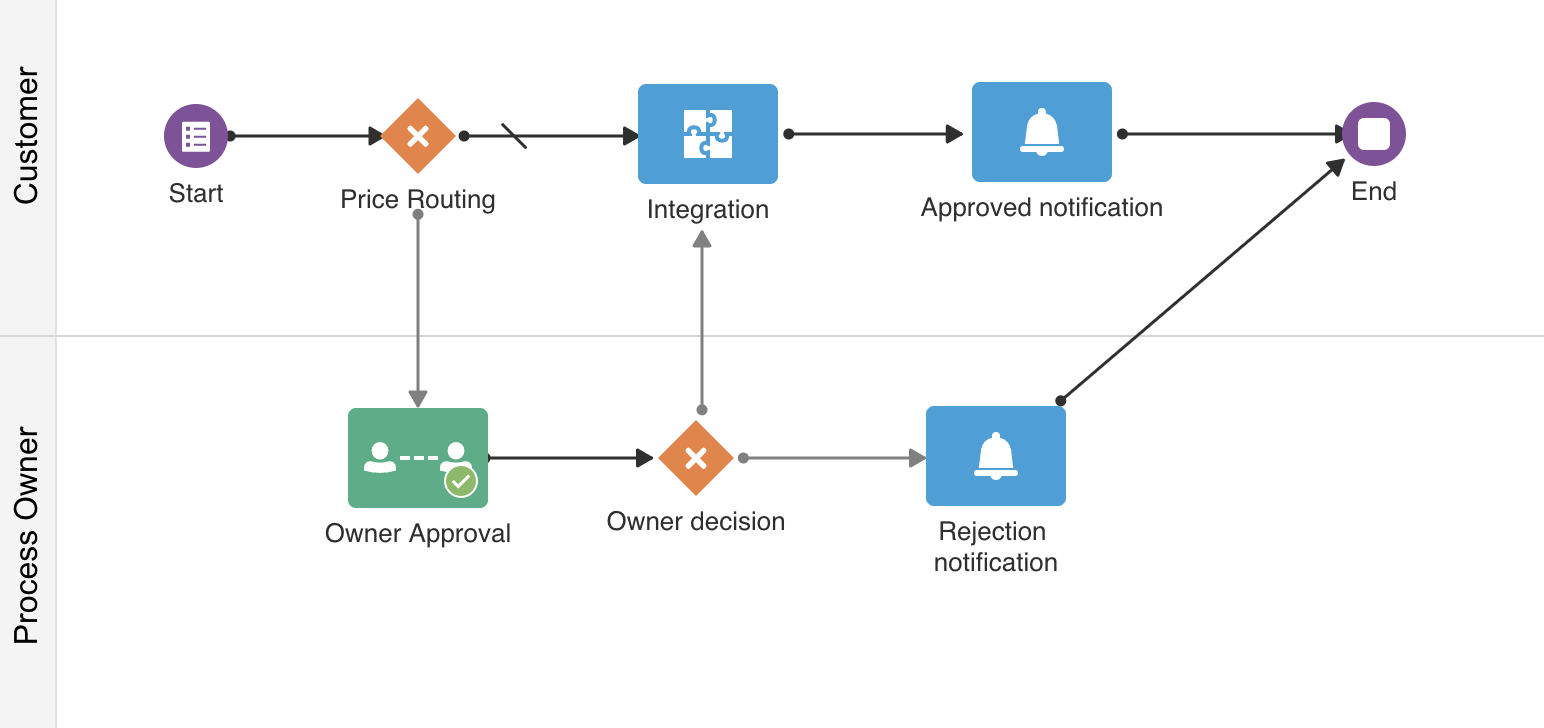 Customer
Start
Price Routing
Integration
Approved notification
End
Process Owner
Owner Approval
Owner decision
Rejection
notification